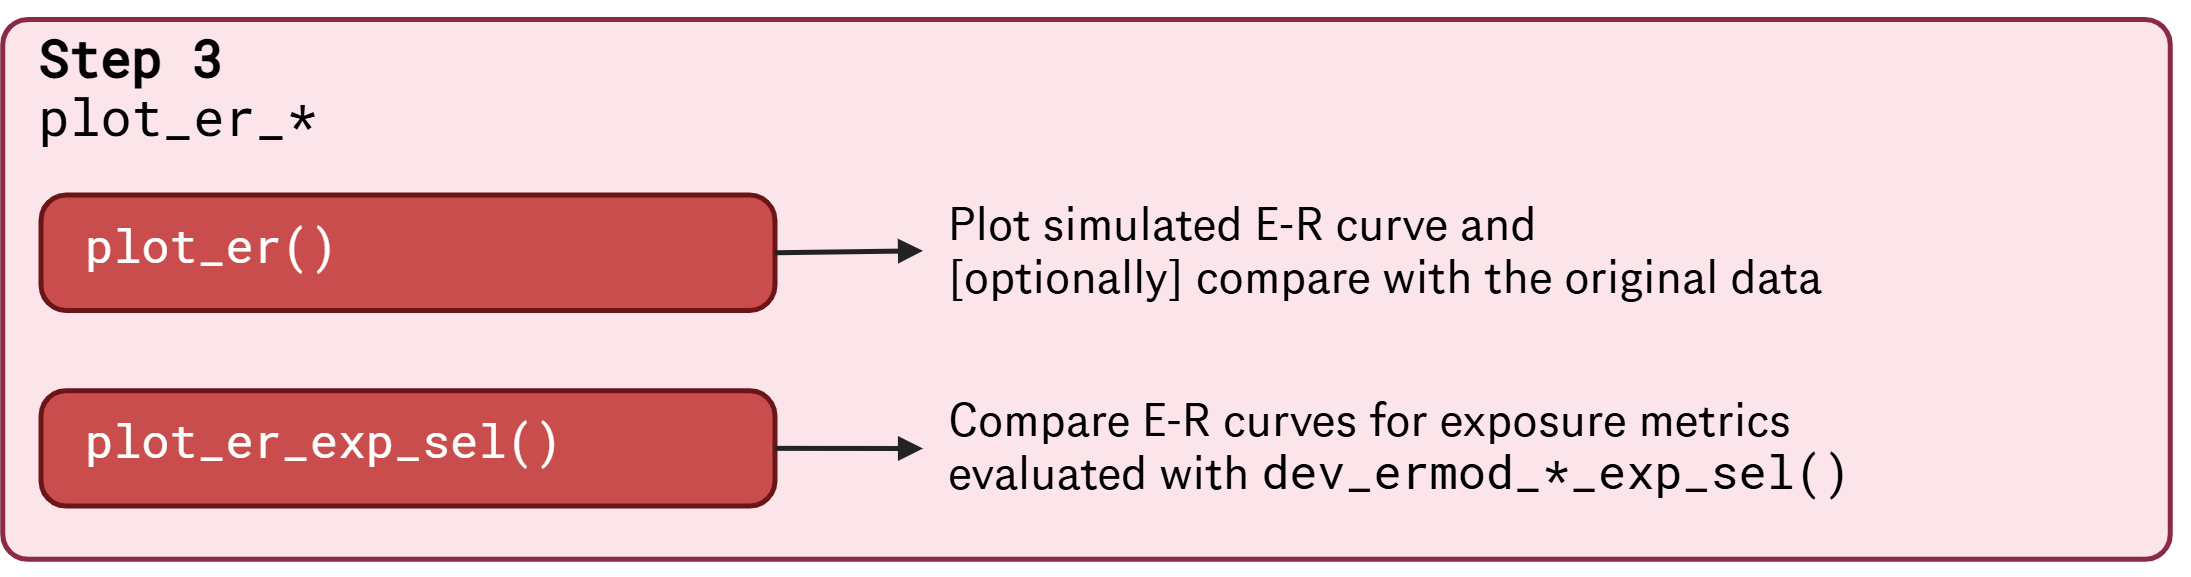 Step 3
plot_er_*
plot_er()
Plot simulated E-R curve and
[optionally] compare with the original data
plot_er_exp_sel()
Compare E-R curves for exposure metrics
evaluated with dev_ermod_*_exp_sel()